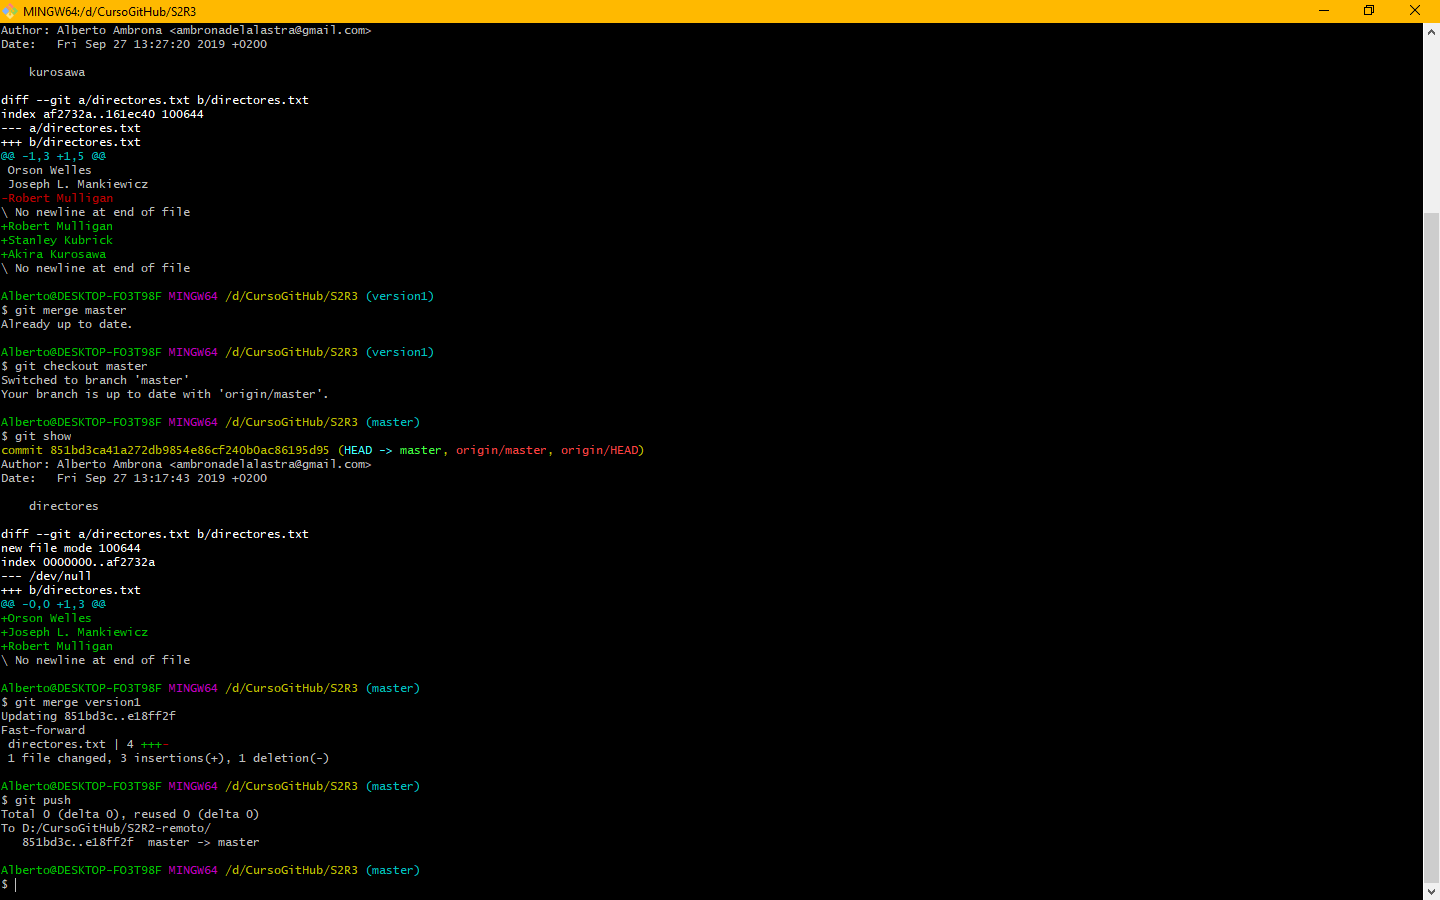 MINGW64:/d/CursoGitHub/S2R3
Author: Alberto Ambrona <ambronadelalastra@gmail.com>
Date:   Fri Sep 27 13:27:20 2019 +0200
    kurosawa
diff --git a/directores.txt b/directores.txt
index af2732a..161ec40 100644
--- a/directores.txt
+++ b/directores.txt
@@ -1,3 +1,5 @@
 Orson Welles
 Joseph L. Mankiewicz
-Robert Mulligan
\ No newline at end of file
+Robert Mulligan
+Stanley Kubrick
+Akira Kurosawa
\ No newline at end of file
Alberto@DESKTOP-FO3T98F MINGW64 /d/CursoGitHub/S2R3 (version1)
$ git merge master
Already up to date.
Alberto@DESKTOP-FO3T98F MINGW64 /d/CursoGitHub/S2R3 (version1)
$ git checkout master
Switched to branch 'master'
Your branch is up to date with 'origin/master'.
Alberto@DESKTOP-FO3T98F MINGW64 /d/CursoGitHub/S2R3 (master)
$ git show
commit 851bd3ca41a272db9854e86cf240b0ac86195d95 (HEAD -> master, origin/master, origin/HEAD)
Author: Alberto Ambrona <ambronadelalastra@gmail.com>
Date:   Fri Sep 27 13:17:43 2019 +0200
    directores
diff --git a/directores.txt b/directores.txt
new file mode 100644
index 0000000..af2732a
--- /dev/null
+++ b/directores.txt
@@ -0,0 +1,3 @@
+Orson Welles
+Joseph L. Mankiewicz
+Robert Mulligan
\ No newline at end of file
Alberto@DESKTOP-FO3T98F MINGW64 /d/CursoGitHub/S2R3 (master)
$ git merge version1
Updating 851bd3c..e18ff2f
Fast-forward
 directores.txt | 4 +++-
 1 file changed, 3 insertions(+), 1 deletion(-)
Alberto@DESKTOP-FO3T98F MINGW64 /d/CursoGitHub/S2R3 (master)
$ git push
Total 0 (delta 0), reused 0 (delta 0)
To D:/CursoGitHub/S2R2-remoto/
   851bd3c..e18ff2f  master -> master
Alberto@DESKTOP-FO3T98F MINGW64 /d/CursoGitHub/S2R3 (master)
$